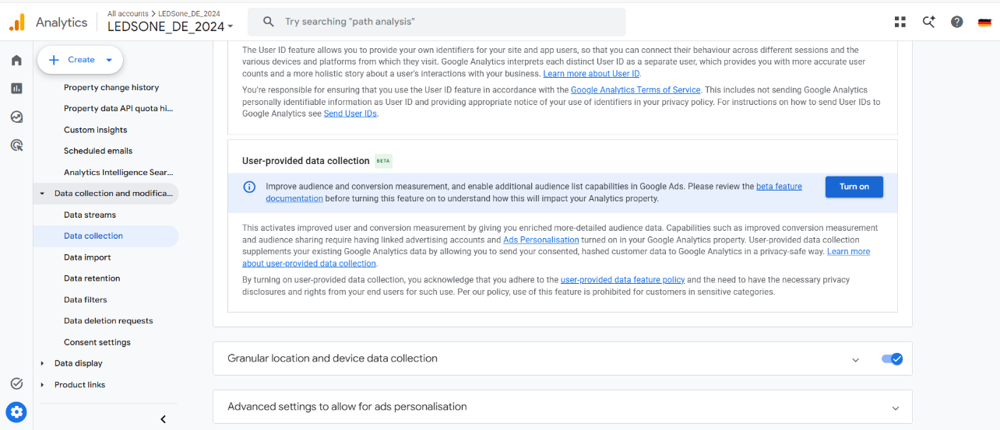 Analytics
All accounts > LEDSone_DE_2024
LEDSONE_DE_2024
Try searching "path analysis"
Create
Property change history
Property data API quota hi...
Custom insights
Scheduled emails
Analytics Intelligence Sear...
Data collection and modifica...
Data streams
Data collection
Data import
Data retention
Data filters
Data deletion requests
Consent settings
Data display
Product links
The User ID feature allows you to provide your own identifiers for your site and app users, so that you can connect their behaviour across different sessions and the
various devices and platforms from which they visit. Google Analytics interprets each distinct User ID as a separate user, which provides you with more accurate user
counts and a more holistic story about a user's interactions with your business. Learn more about User ID.
You're responsible for ensuring that you use the User ID feature in accordance with the Google Analytics Terms of Service. This includes not sending Google Analytics
personally identifiable information as User ID and providing appropriate notice of your use of identifiers in your privacy policy. For instructions on how to send User IDs to
Google Analytics see Send User IDs.
User-provided data collection BETA
Improve audience and conversion measurement, and enable additional audience list capabilities in Google Ads. Please review the beta feature
documentation before turning this feature on to understand how this will impact your Analytics property.
Turn on
This activates improved user and conversion measurement by giving you enriched more-detailed audience data. Capabilities such as improved conversion measurement
and audience sharing require having linked advertising accounts and Ads Personalisation turned on in your Google Analytics property. User-provided data collection
supplements your existing Google Analytics data by allowing you to send your consented, hashed customer data to Google Analytics in a privacy-safe way. Learn more
about user-provided data collection.
By turning on user-provided data collection, you acknowledge that you adhere to the user-provided data feature policy and the need to have the necessary privacy
disclosures and rights from your end users for such use. Per our policy, use of this feature is prohibited for customers in sensitive categories.
Granular location and device data collection
Advanced settings to allow for ads personalisation